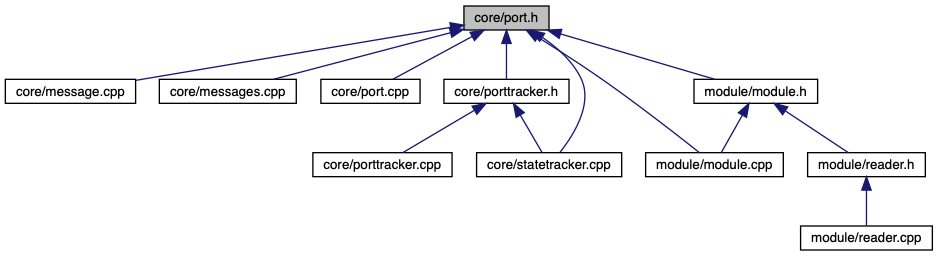 core/port.h
core/message.cpp
core/messages.cpp
core/port.cpp
core/porttracker.h
module/module.h
core/porttracker.cpp
core/statetracker.cpp
module/module.cpp
module/reader.h
module/reader.cpp